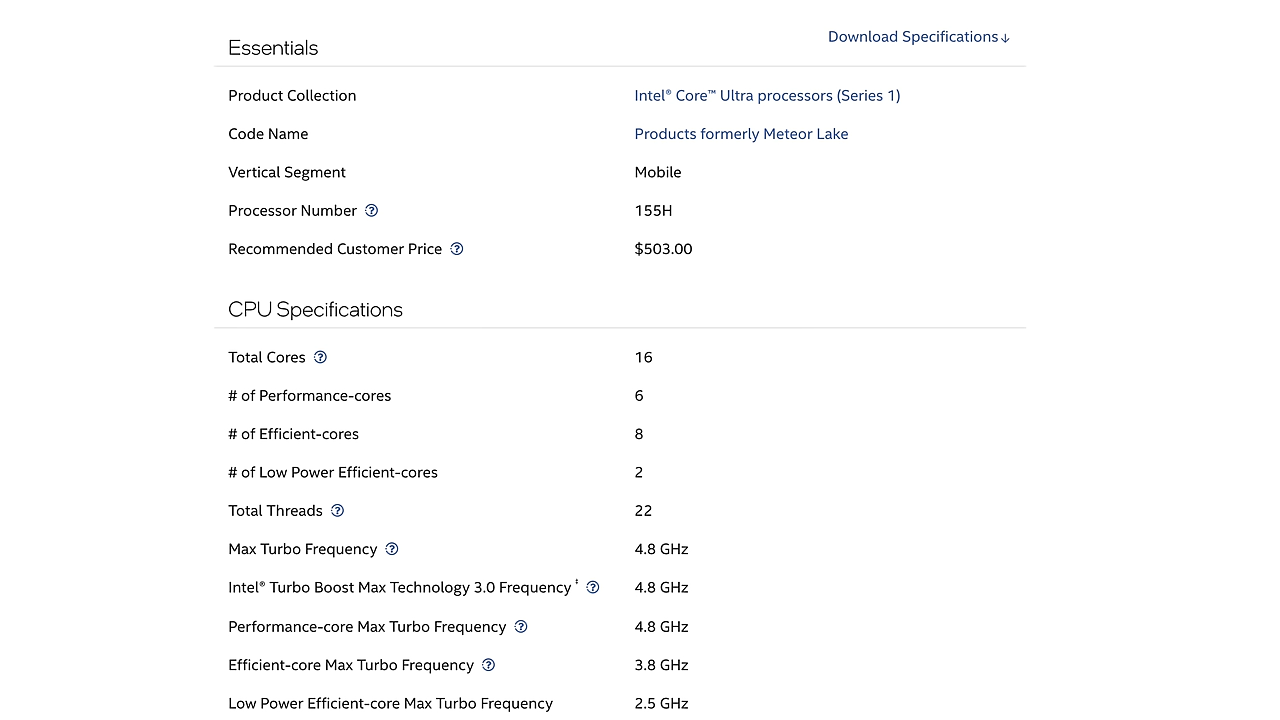 Download Specifications↓
Essentials
Product Collection Intel® Core™ Ultra processors (Series 1)
Code Name Products formerly Meteor Lake
Vertical Segment Mobile
Processor Number ? 155H
Recommended Customer Price ? $503.00
CPU Specifications
Total Cores ? 16
# of Performance-cores 6
# of Efficient-cores 8
# of Low Power Efficient-cores 2
Total Threads ? 22
Max Turbo Frequency ? 4.8 GHz
Intel® Turbo Boost Max Technology 3.0 Frequency ‡ ? 4.8 GHz
Performance-core Max Turbo Frequency ? 4.8 GHz
Efficient-core Max Turbo Frequency ? 3.8 GHz
Low Power Efficient-core Max Turbo Frequency 2.5 GHz